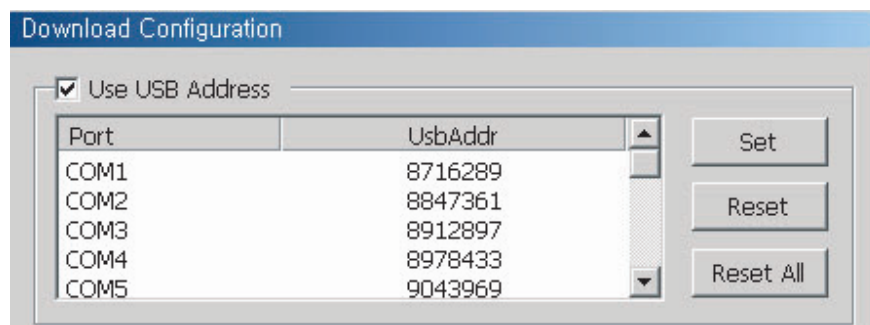 Download Configuration
Use USB Address
Port UsbAddr
COM1 8716289
COM2 8847361
COM3 8912897
COM4 8978433
COM5 9043969
Set
Reset
Reset All